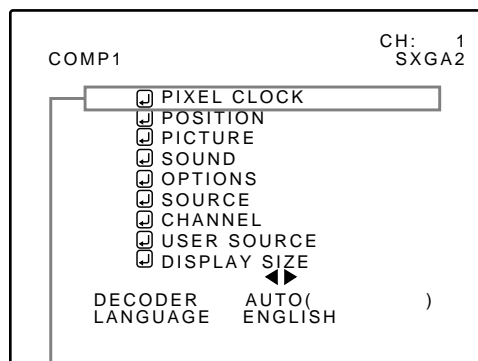 CH: 1
COMP1 SXGA2
PIXEL CLOCK
POSITION
PICTURE
SOUND
OPTIONS
SOURCE
CHANNEL
USER SOURCE
DISPLAY SIZE
DECODER AUTO( )
LANGUAGE ENGLISH